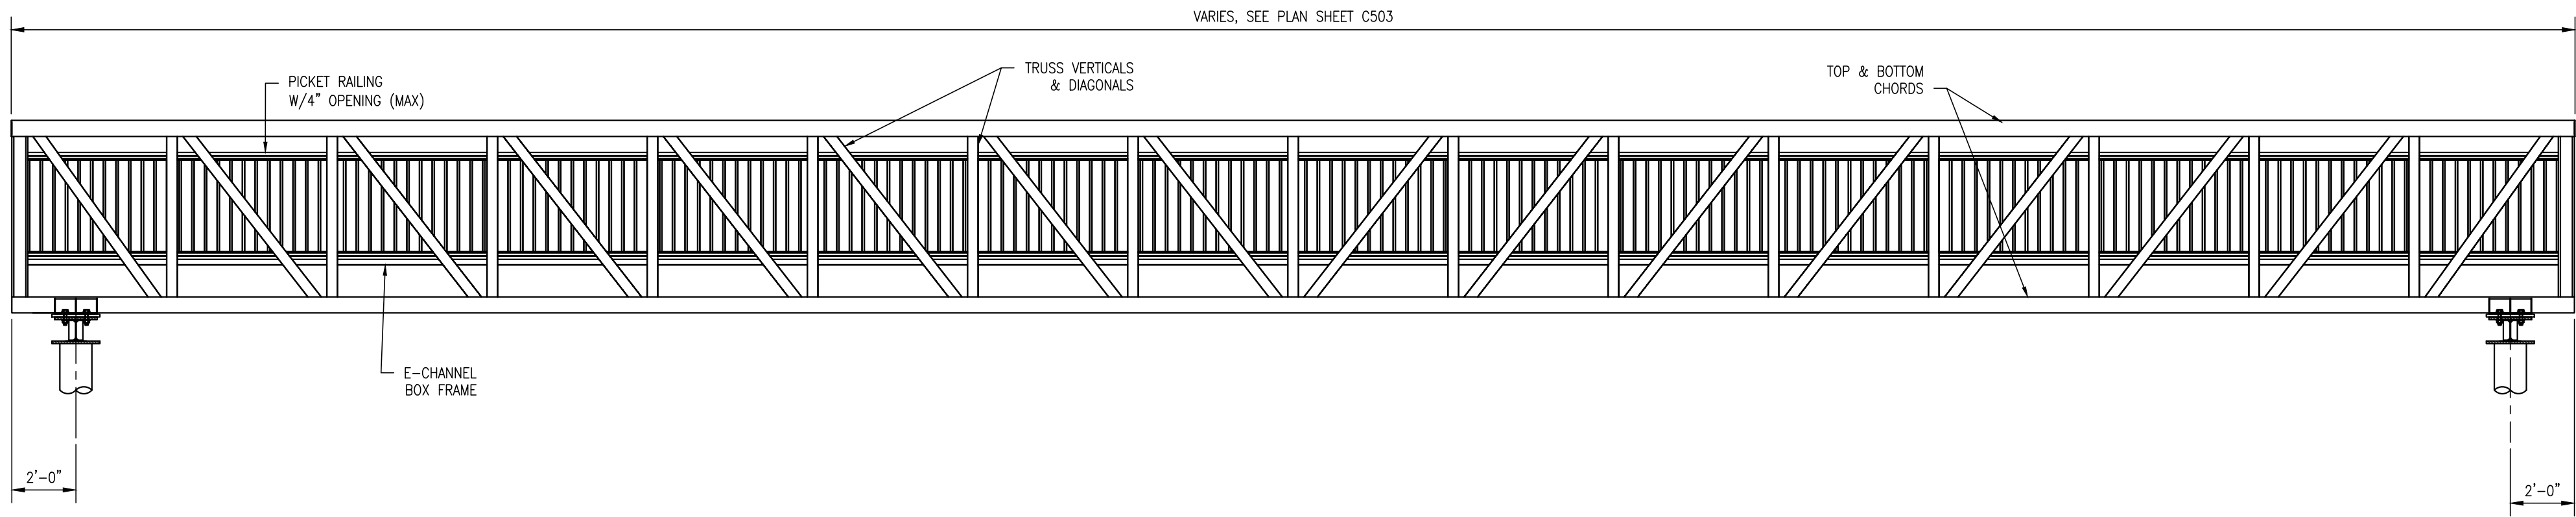 VARIES, SEE PLAN SHEET C503
PICKET RAILING
W/4" OPENING (MAX)
TRUSS VERTICALS
& DIAGONALS
TOP & BOTTOM
CHORDS
E-CHANNEL
BOX FRAME
2'-0"
2'-0"